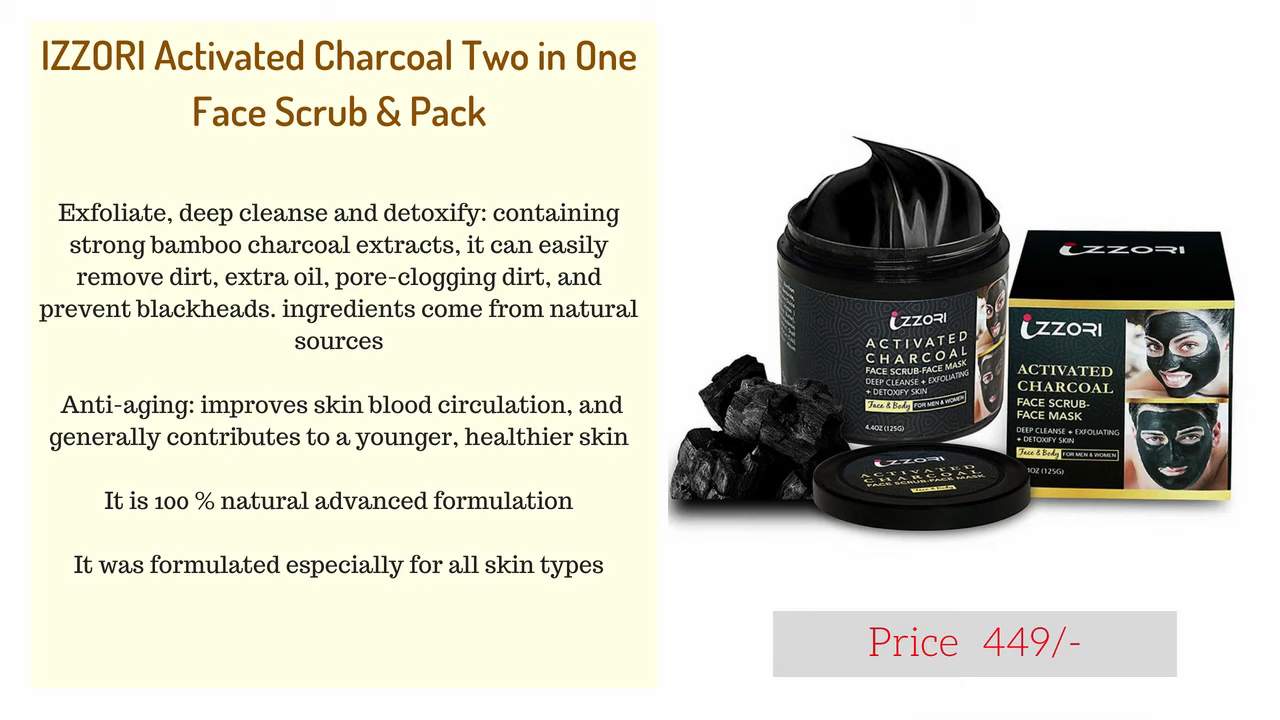 IZZORI Activated Charcoal Two in One
Face Scrub & Pack
Exfoliate, deep cleanse and detoxify: containing
strong bamboo charcoal extracts, it can easily
remove dirt, extra oil, pore-clogging dirt, and
prevent blackheads. ingredients come from natural
sources
Anti-aging: improves skin blood circulation, and
generally contributes to a younger, healthier skin
It is 100 % natural advanced formulation
It was formulated especially for all skin types
iZZORI
ACTIVATED
CHARCOAL
FACE SCRUB-FACE MASK
DEEP CLEANSE + EXFOLIATING
+ DETOXIFY SKIN
Face & Body FOR MEN & WOMEN
4.4OZ (125G)
iZZORI
ACTIVATED
CHARCOAL
FACE SCRUB-FACE MASK
Face & Body
iZZORI
iZZORI
ACTIVATED
CHARCOAL
FACE SCRUB-
FACE MASK
DEEP CLEANSE + EXFOLIATING
+ DETOXIFY SKIN
Face & Body FOR MEN & WOMEN
(125G)
Price 449/-